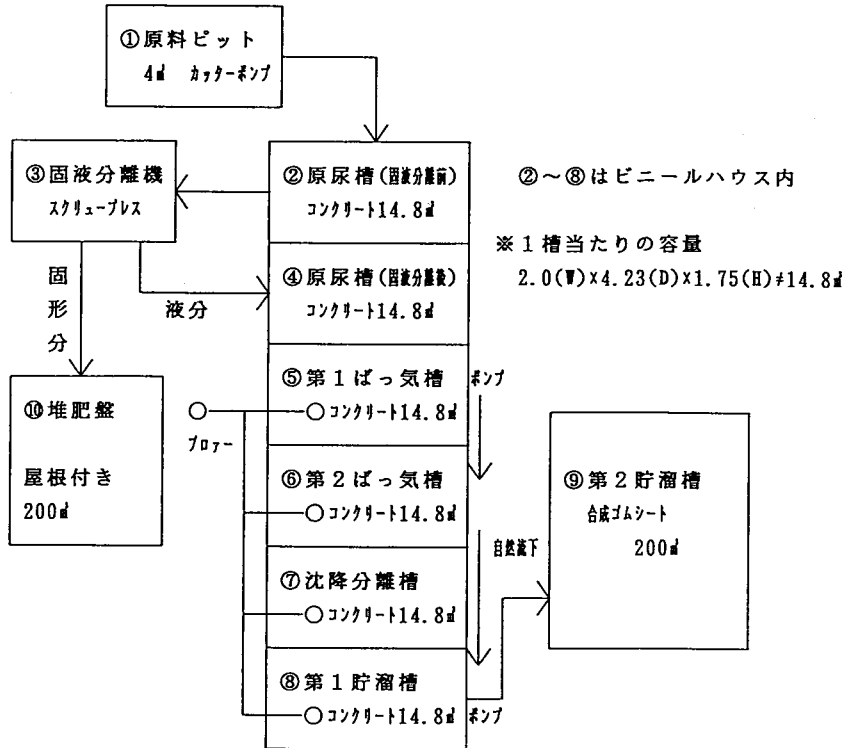 ①原料ピット
4㎥ カッターポンプ
③固液分離機
スクリュープレス
②原尿槽(固液分離前)
コンクリート14.8㎥
②～⑧はビニールハウス内
※1槽当たりの容量
2.0(W)×4.23(D)×1.75(H)≠14.8㎥
固形分
液分
④原尿槽(固液分離後)
コンクリート14.8㎥
⑩堆肥盤
屋根付き
200㎡
ブロアー
⑤第1ばっ気槽
コンクリート14.8㎥
ポンプ
⑥第2ばっ気槽
コンクリート14.8㎥
自然流下
⑦沈降分離槽
コンクリート14.8㎥
⑧第1貯溜槽
コンクリート14.8㎥
ポンプ
⑨第2貯溜槽
合成ゴムシート
200㎥